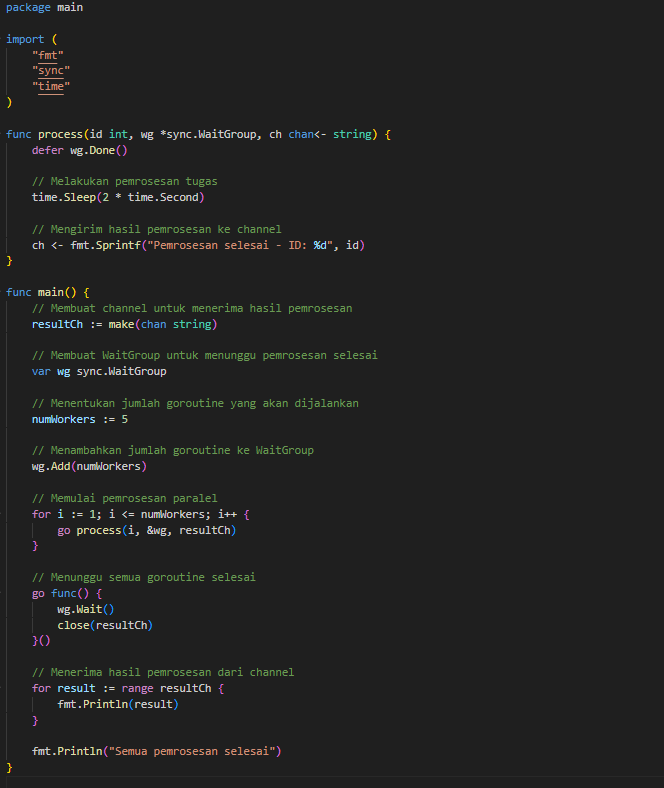 package main
import (
"fmt"
"sync"
"time"
)
func process(id int, wg *sync.WaitGroup, ch chan<- string) {
defer wg.Done()
// Melakukan pemrosesan tugas
time.Sleep(2 * time.Second)
// Mengirim hasil pemrosesan ke channel
ch <- fmt.Sprintf("Pemrosesan selesai - ID: %d", id)
}
func main() {
// Membuat channel untuk menerima hasil pemrosesan
resultCh := make(chan string)
// Membuat WaitGroup untuk menunggu pemrosesan selesai
var wg sync.WaitGroup
// Menentukan jumlah goroutine yang akan dijalankan
numWorkers := 5
// Menambahkan jumlah goroutine ke WaitGroup
wg.Add(numWorkers)
// Memulai pemrosesan paralel
for i := 1; i <= numWorkers; i++ {
go process(i, &wg, resultCh)
}
// Menunggu semua goroutine selesai
go func() {
wg.Wait()
close(resultCh)
}()
// Menerima hasil pemrosesan dari channel
for result := range resultCh {
fmt.Println(result)
}
fmt.Println("Semua pemrosesan selesai")
}